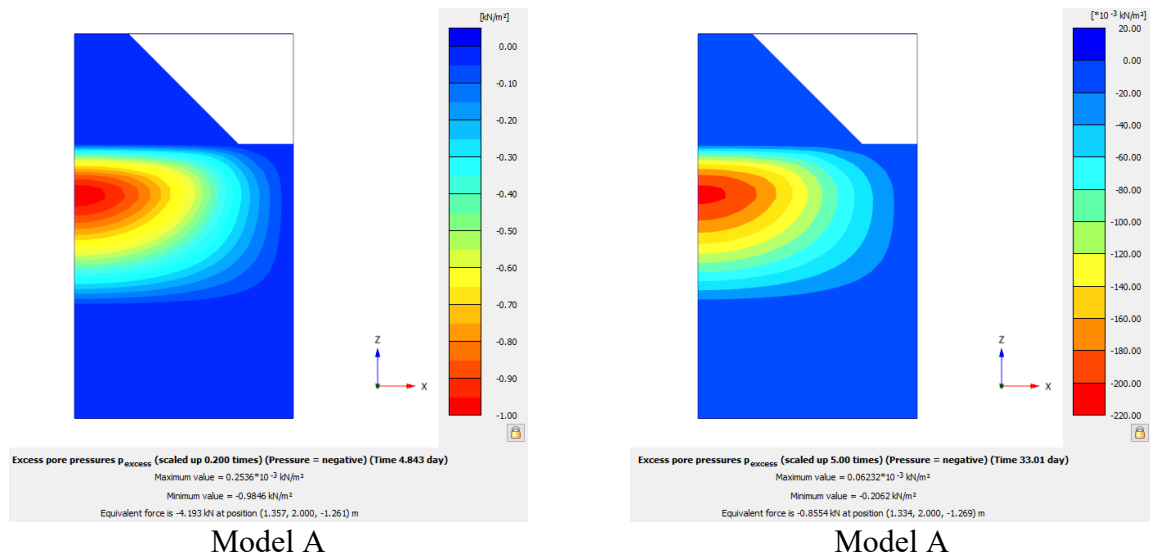 [kN/m²]
0.00
-0.10
-0.20
-0.30
-0.40
-0.50
-0.60
-0.70
-0.80
-0.90
-1.00
Z
X
Excess pore pressures p_excess (scaled up 0.200 times) (Pressure = negative) (Time 4.843 day)
Maximum value = 0.2536*10⁻³ kN/m²
Minimum value = -0.9846 kN/m²
Equivalent force is -4.193 kN at position (1.357, 2.000, -1.261) m
Model A
[*10⁻³ kN/m²]
20.00
0.00
-20.00
-40.00
-60.00
-80.00
-100.00
-120.00
-140.00
-160.00
-180.00
-200.00
-220.00
Z
X
Excess pore pressures p_excess (scaled up 5.00 times) (Pressure = negative) (Time 33.01 day)
Maximum value = 0.06232*10⁻³ kN/m²
Minimum value = -0.2062 kN/m²
Equivalent force is -0.8554 kN at position (1.334, 2.000, -1.269) m
Model A